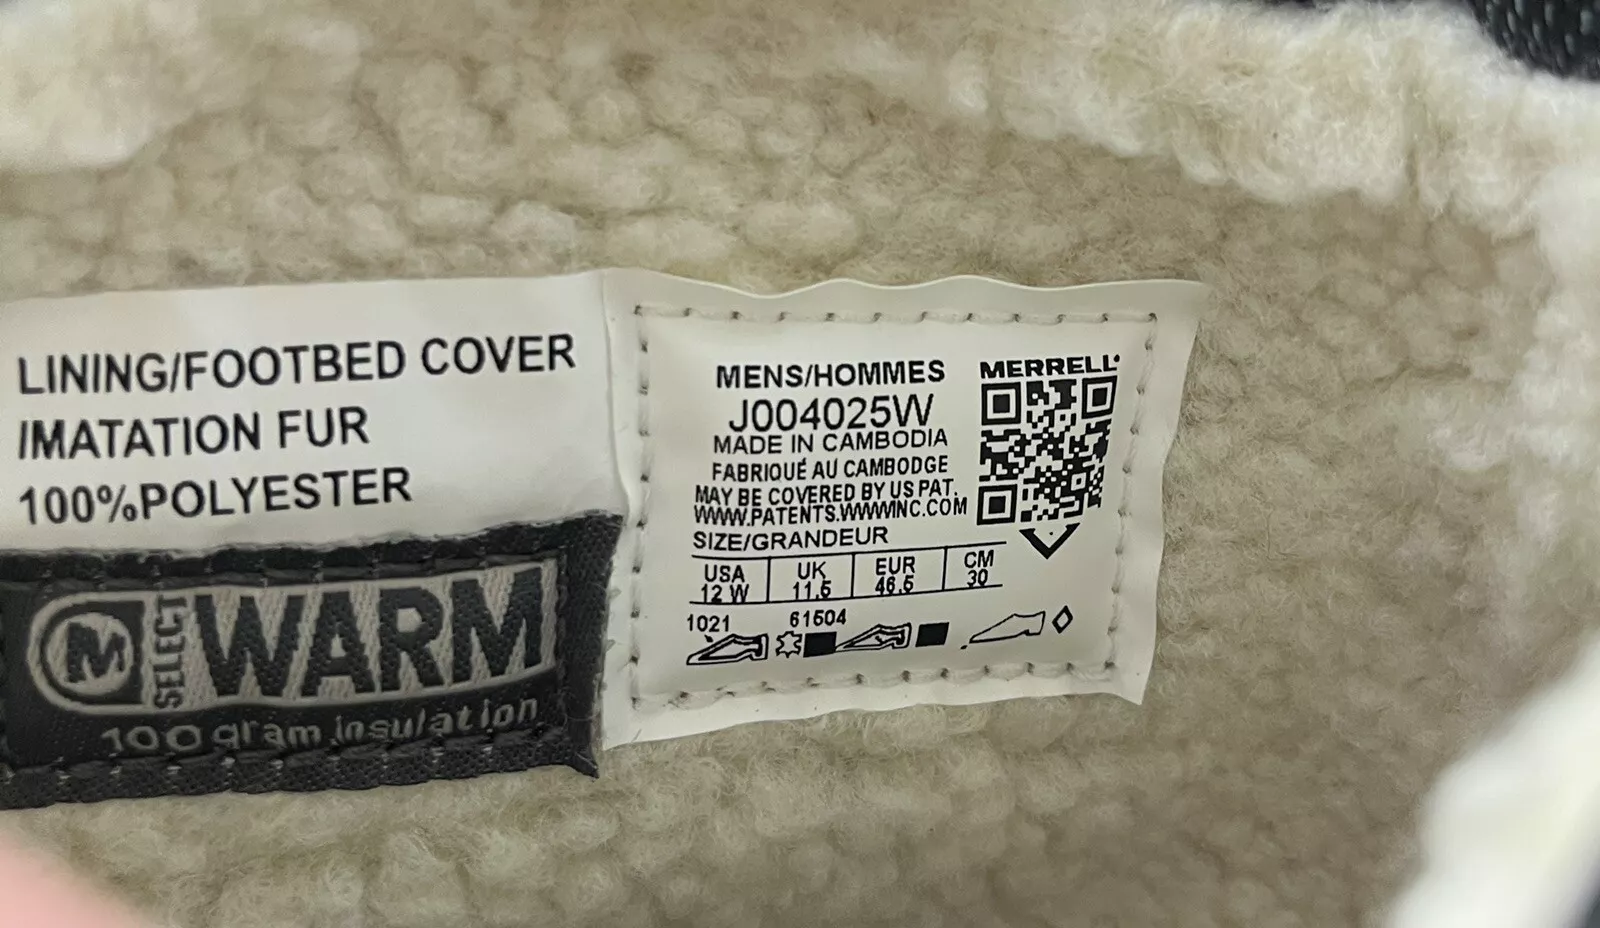 LINING/FOOTBED COVER
IMATATION FUR
100%POLYESTER
M SELECT WARM
100 gram insulation
MENS/HOMMES
J004025W
MADE IN CAMBODIA
FABRIQUÉ AU CAMBODGE
MAY BE COVERED BY US PAT.
WWW.PATENTS.WWWINC.COM
SIZE/GRANDEUR
USA UK EUR CM
12 W 11.5 46.5 30
1021 61504
MERRELL